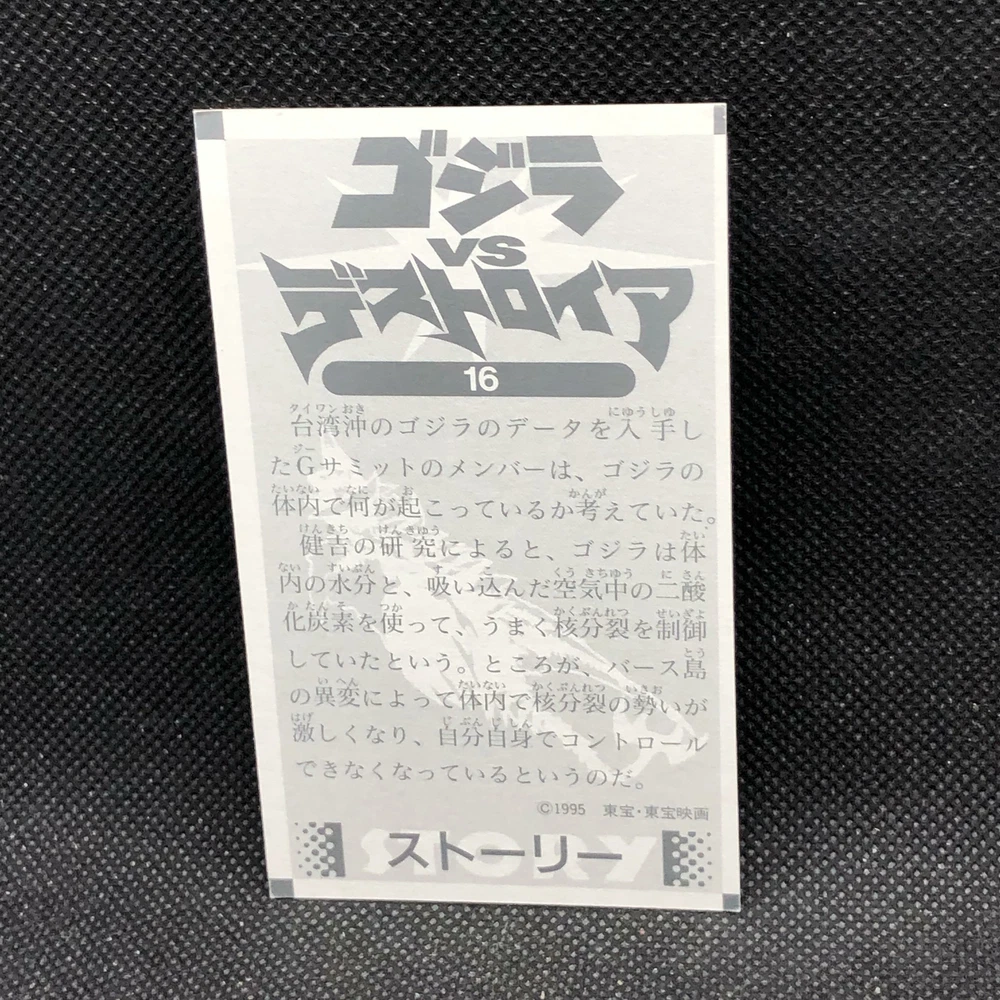 ゴジラ
VS
デストロイア
16
台湾沖のゴジラのデータを入手し
たGサミットのメンバーは、ゴジラの
体内で何が起こっているか考えていた。
健吉の研究によると、ゴジラは体
内の水分と、吸い込んだ空気中の二酸
化炭素を使って、うまく核分裂を制御
していたという。ところが、バース島
の異変によって体内で核分裂の勢いが
激しくなり、自分自身でコントロール
できなくなっているというのだ。
©1995 東宝・東宝映画
STORY
ストーリー